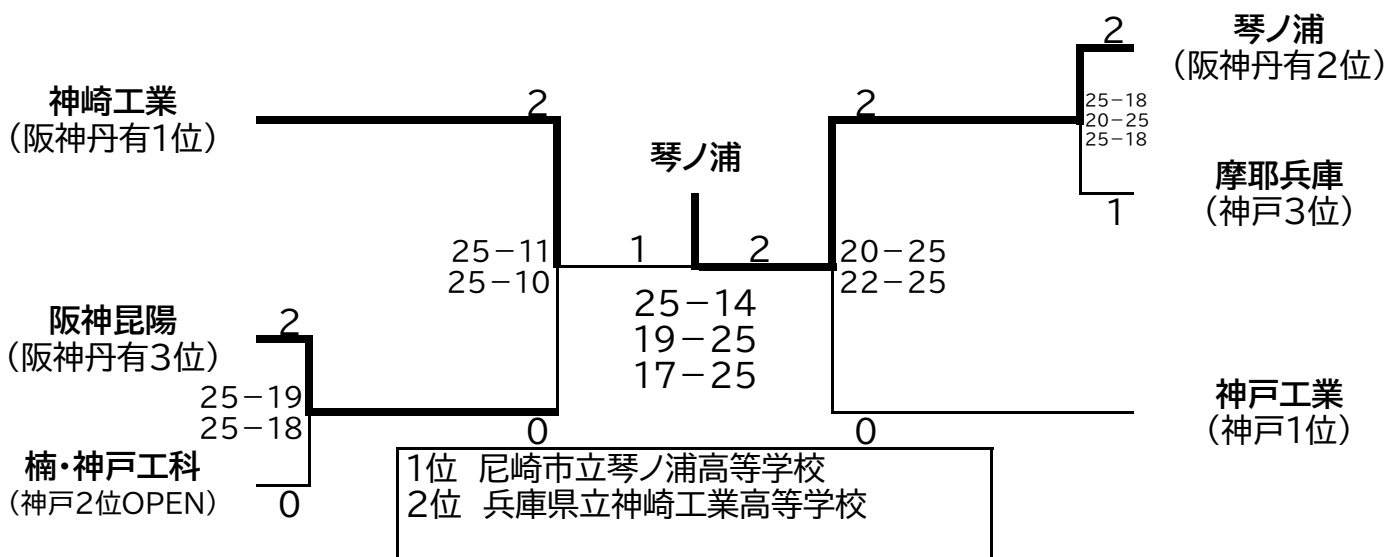 神崎工業
(阪神丹有1位)
阪神昆陽
(阪神丹有3位)
楠・神戸工科
(神戸2位OPEN)
2
2
25-19
25-18
0
25-11
25-10
0
琴ノ浦
1
2
25-14
19-25
17-25
2
20-25
22-25
0
2
25-18
20-25
25-18
1
琴ノ浦
(阪神丹有2位)
摩耶兵庫
(神戸3位)
神戸工業
(神戸1位)
1位 尼崎市立琴ノ浦高等学校
2位 兵庫県立神崎工業高等学校